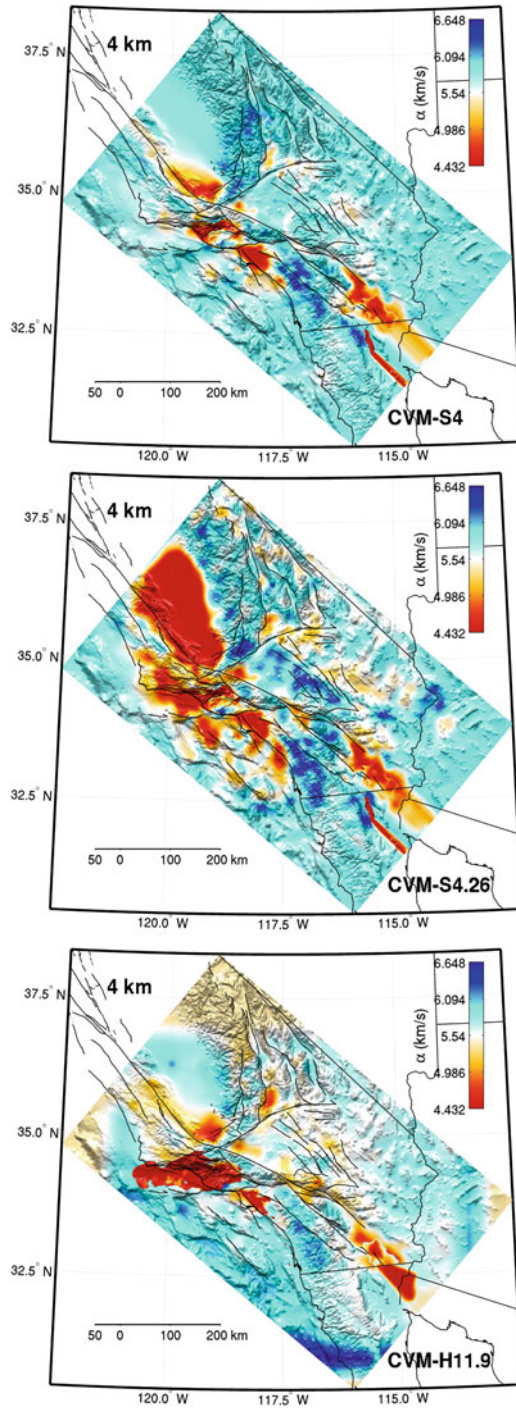 37.5° N
35.0° N
32.5° N
4 km
α (km/s)
6.648
6.094
5.54
4.986
4.432
50 0 100 200 km
CVM-S4
120.0° W 117.5° W 115.0° W
37.5° N
35.0° N
32.5° N
4 km
α (km/s)
6.648
6.094
5.54
4.986
4.432
50 0 100 200 km
CVM-S4.26
120.0° W 117.5° W 115.0° W
37.5° N
35.0° N
32.5° N
4 km
α (km/s)
6.648
6.094
5.54
4.986
4.432
50 0 100 200 km
CVM-H11.9
120.0° W 117.5° W 115.0° W